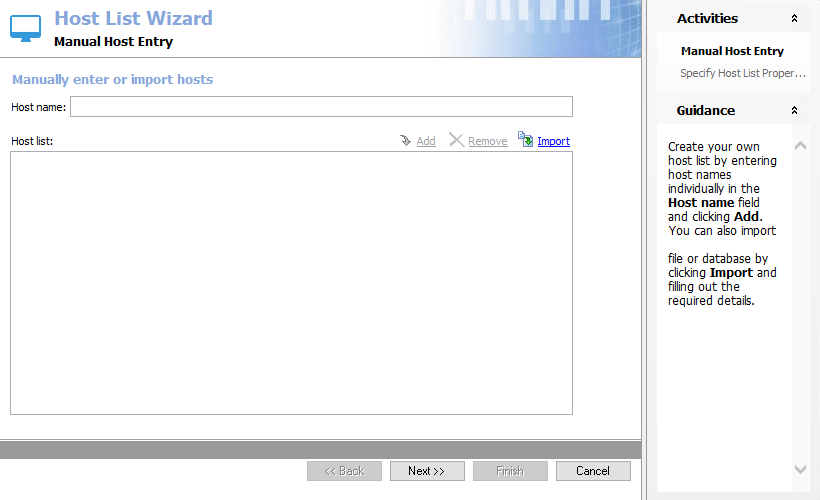 Host List Wizard
Manual Host Entry
Manually enter or import hosts
Host name:
Host list:
Add
Remove
Import
<< Back
Next >>
Finish
Cancel
Activities
Manual Host Entry
Specify Host List Proper...
Guidance
Create your own
host list by entering
host names
individually in the
Host name field
and clicking Add.
You can also import
file or database by
clicking Import and
filling out the
required details.